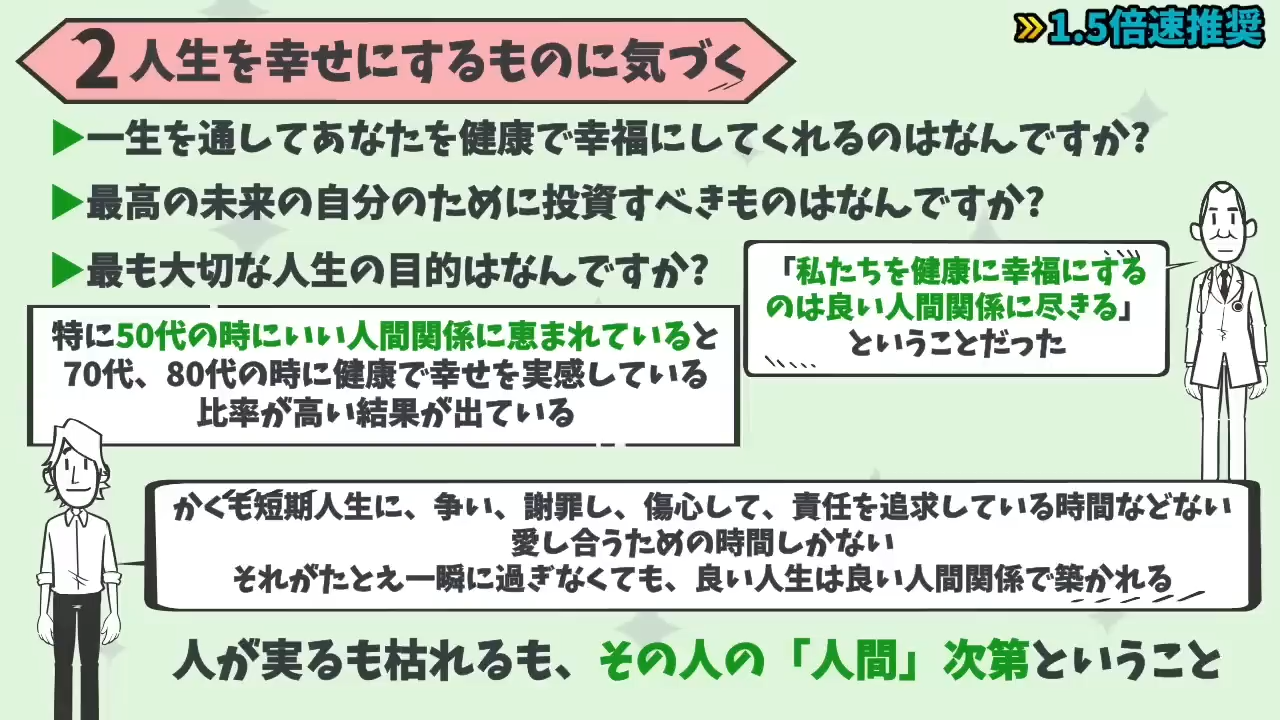 2 人生を幸せにするものに気づく
»1.5倍速推奨
▶一生を通してあなたを健康で幸福にしてくれるのはなんですか?
▶最高の未来の自分のために投資すべきものはなんですか?
▶最も大切な人生の目的はなんですか?
「私たちを健康に幸福にする
のは良い人間関係に尽きる」
ということだった
特に50代の時にいい人間関係に恵まれていると
70代、80代の時に健康で幸せを実感している
比率が高い結果が出ている
かくも短期人生に、争い、謝罪し、傷心して、責任を追求している時間などない
愛し合うための時間しかない
それがたとえ一瞬に過ぎなくても、良い人生は良い人間関係で築かれる
人が実るも枯れるも、その人の「人間」次第ということ